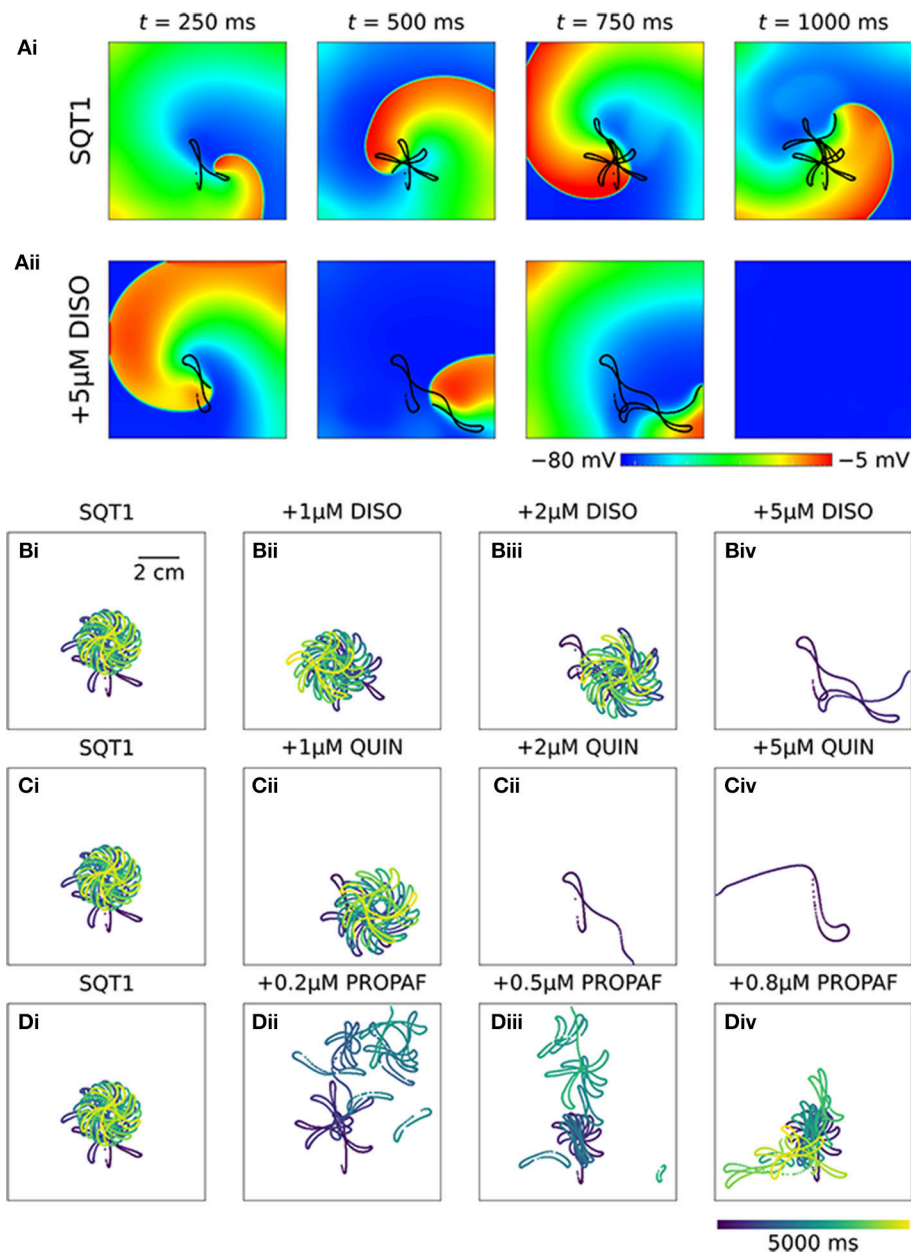 t = 250 ms t = 500 ms t = 750 ms t = 1000 ms
Ai
SQT1
Aii
+5μM DISO
−80 mV −5 mV
SQT1 +1μM DISO +2μM DISO +5μM DISO
Bi Bii Biii Biv
2 cm
SQT1 +1μM QUIN +2μM QUIN +5μM QUIN
Ci Cii Cii Civ
SQT1 +0.2μM PROPAF +0.5μM PROPAF +0.8μM PROPAF
Di Dii Diii Div
5000 ms